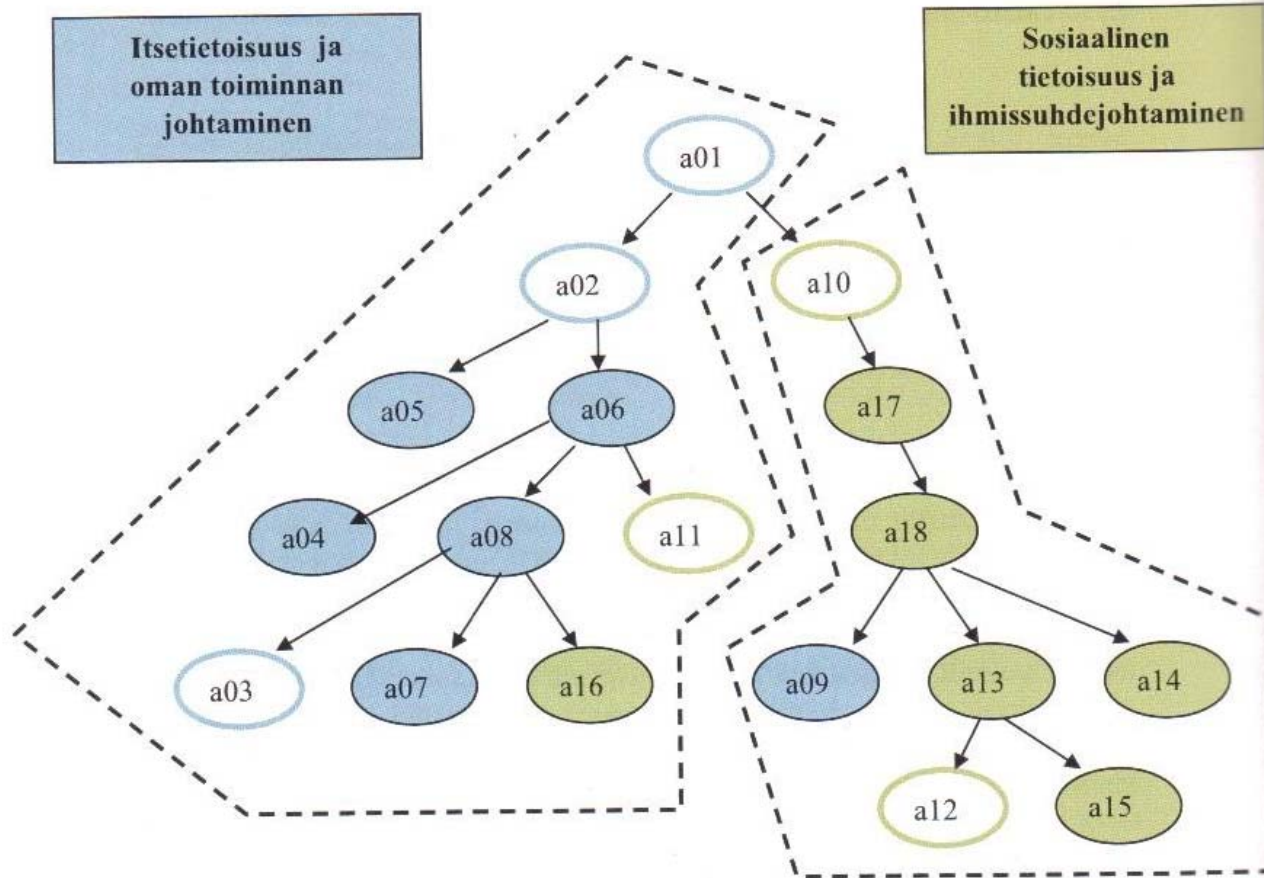 Itsetietoisuus ja
oman toiminnan
johtaminen
Sosiaalinen
tietoisuus ja
ihmissuhdejohtaminen
a01
a02
a10
a05
a06
a17
a04
a08
a11
a18
a03
a07
a16
a09
a13
a14
a12
a15